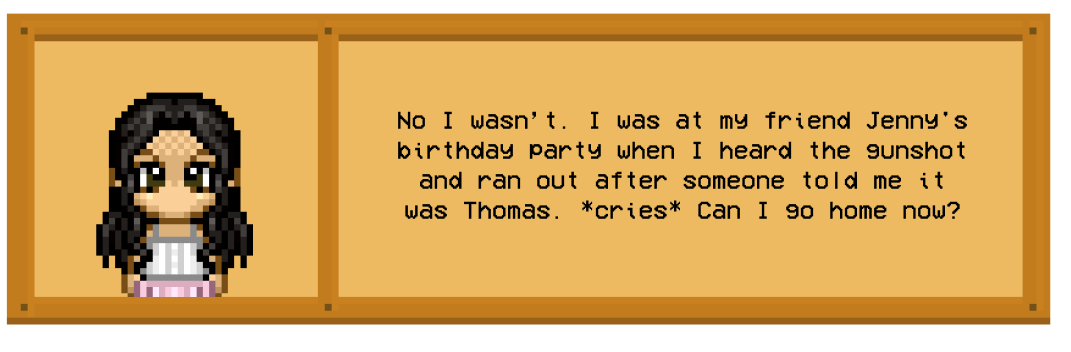 No I wasn't. I was at my friend Jenny's
birthday party when I heard the gunshot
and ran out after someone told me it
was Thomas. *cries* Can I go home now?